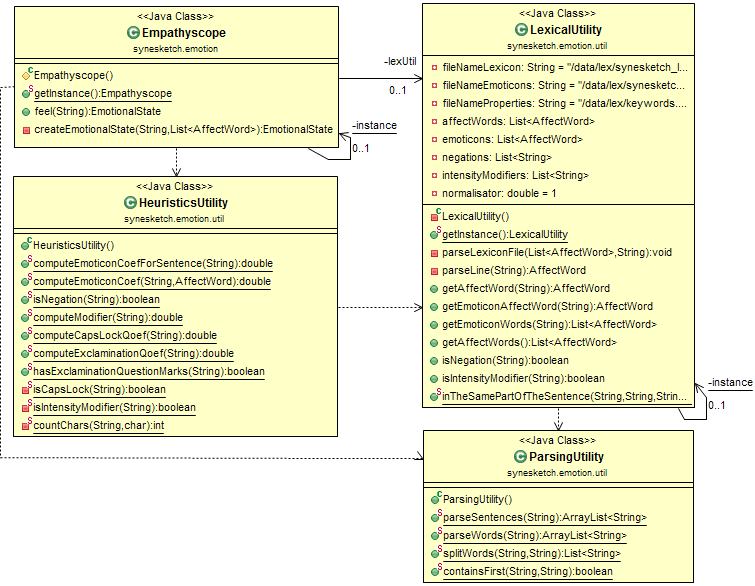 <<Java Class>>
Empathyscope
synesketch.emotion
Empathyscope()
getInstance():Empathyscope
feel(String):EmotionalState
createEmotionalState(String,List<AffectWord>):EmotionalState
-lexUtil
0..1
-instance
0..1
<<Java Class>>
LexicalUtility
synesketch.emotion.util
fileNameLexicon: String = "/data/lex/synesketch_l...
fileNameEmoticons: String = "/data/lex/synesketc...
fileNameProperties: String = "/data/lex/keywords....
affectWords: List<AffectWord>
emoticons: List<AffectWord>
negations: List<String>
intensityModifiers: List<String>
normalisator: double = 1
LexicalUtility()
getInstance():LexicalUtility
parseLexiconFile(List<AffectWord>,String):void
parseLine(String):AffectWord
getAffectWord(String):AffectWord
getEmoticonAffectWord(String):AffectWord
getEmoticonWords(String):List<AffectWord>
getAffectWords():List<AffectWord>
isNegation(String):boolean
isIntensityModifier(String):boolean
inTheSamePartOfTheSentence(String,String,Strin...
-instance
0..1
<<Java Class>>
HeuristicsUtility
synesketch.emotion.util
HeuristicsUtility()
computeEmoticonCoefForSentence(String):double
computeEmoticonCoef(String,AffectWord):double
isNegation(String):boolean
computeModifier(String):double
computeCapsLockQoef(String):double
computeExclaminationQoef(String):double
hasExclaminationQuestionMarks(String):boolean
isCapsLock(String):boolean
isIntensityModifier(String):boolean
countChars(String,char):int
<<Java Class>>
ParsingUtility
synesketch.emotion.util
ParsingUtility()
parseSentences(String):ArrayList<String>
parseWords(String):ArrayList<String>
splitWords(String,String):List<String>
containsFirst(String,String):boolean